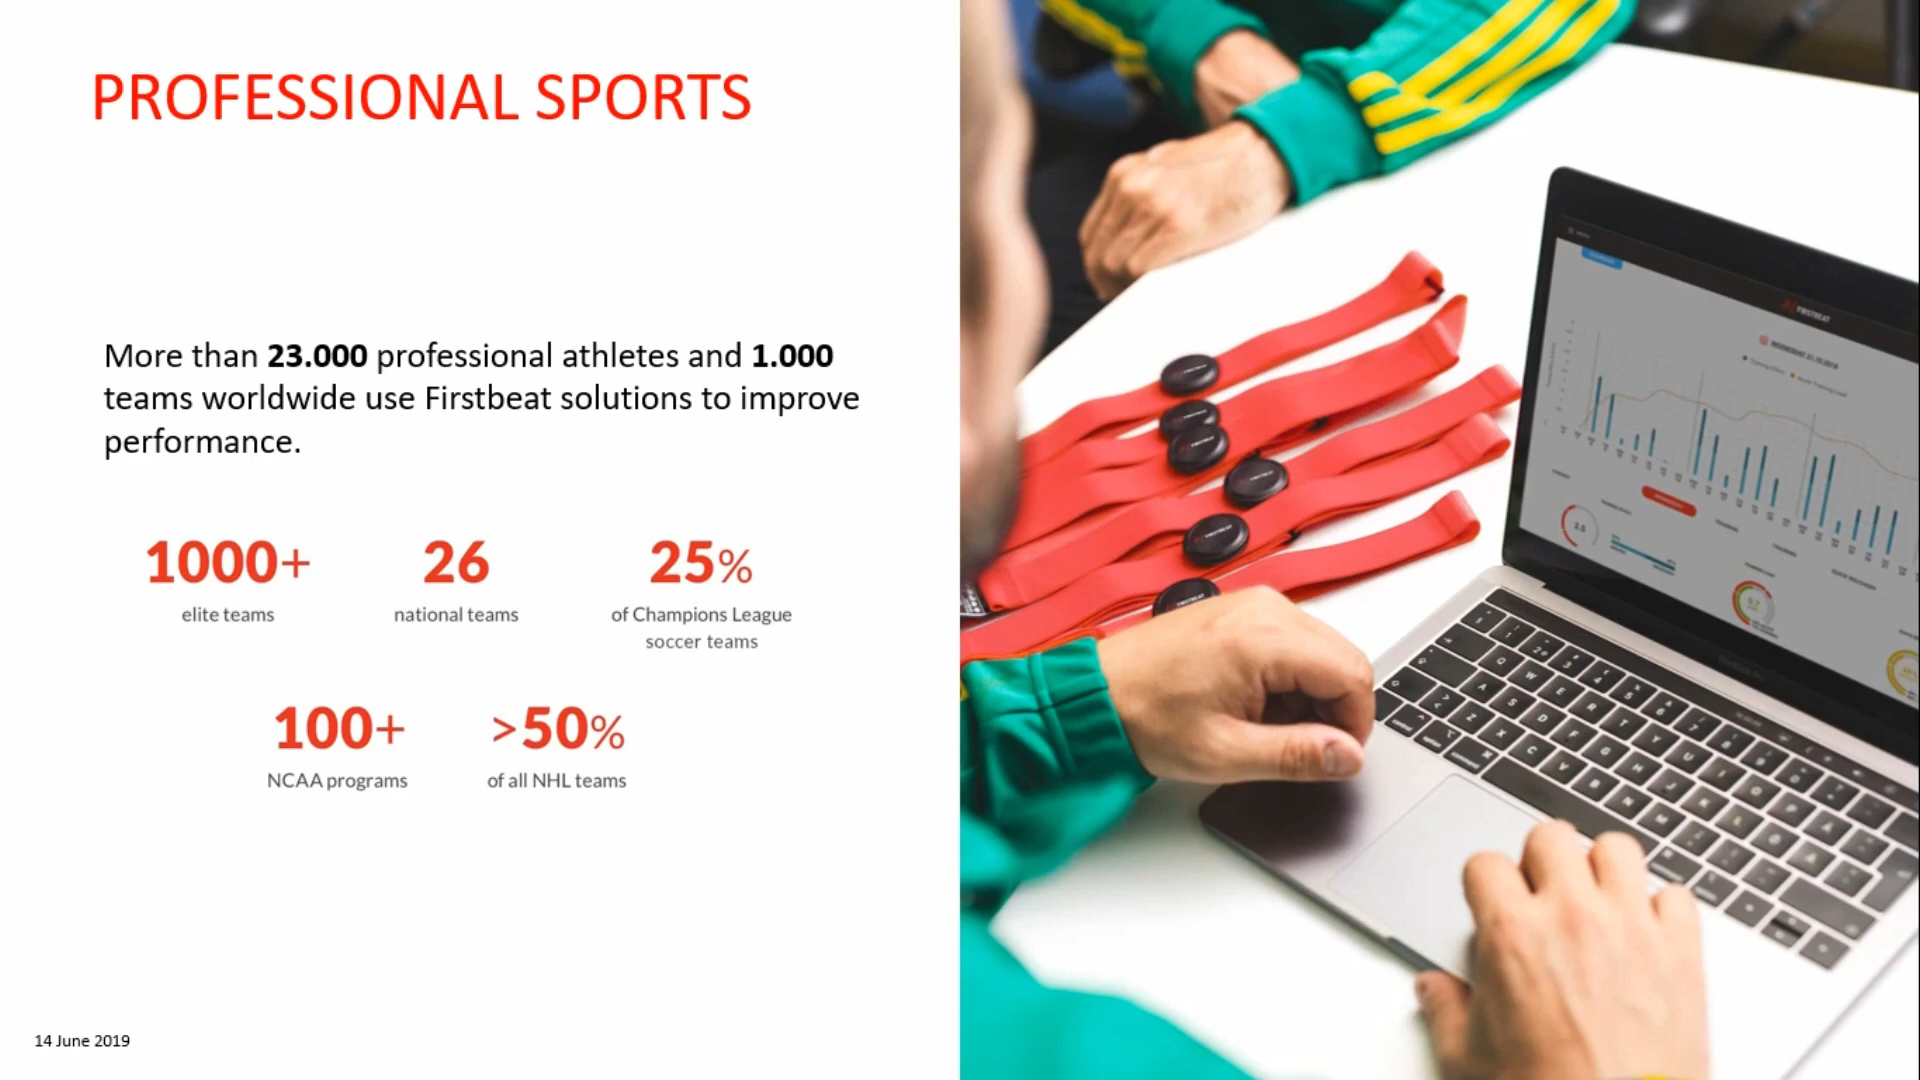 PROFESSIONAL SPORTS
More than 23.000 professional athletes and 1.000
teams worldwide use Firstbeat solutions to improve
performance.
1000+
elite teams
26
national teams
25%
of Champions League
soccer teams
100+
NCAA programs
>50%
of all NHL teams
14 June 2019
FIRSTBEAT